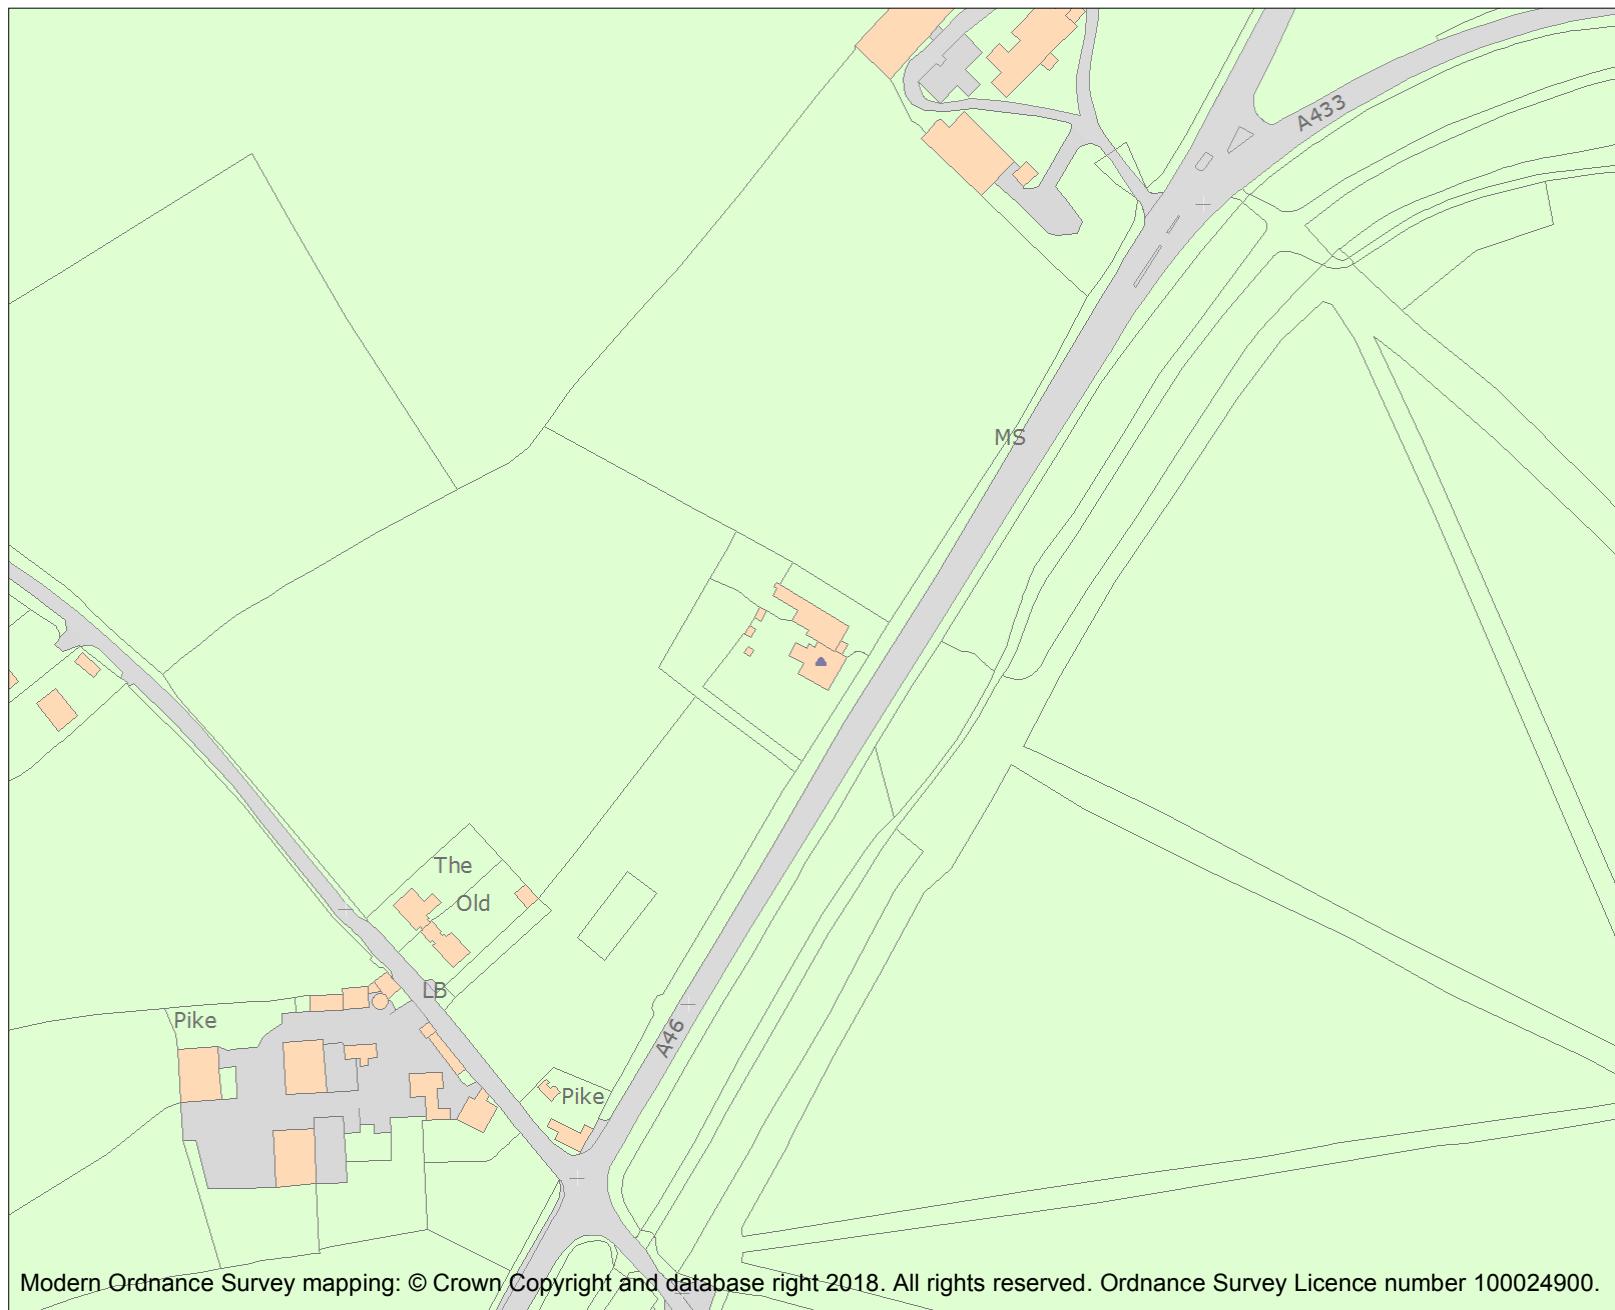 A433
MS
The
Old
LB
Pike
A46
Pike
Modern Ordnance Survey mapping: © Crown Copyright and database right 2018. All rights reserved. Ordnance Survey Licence number 100024900.